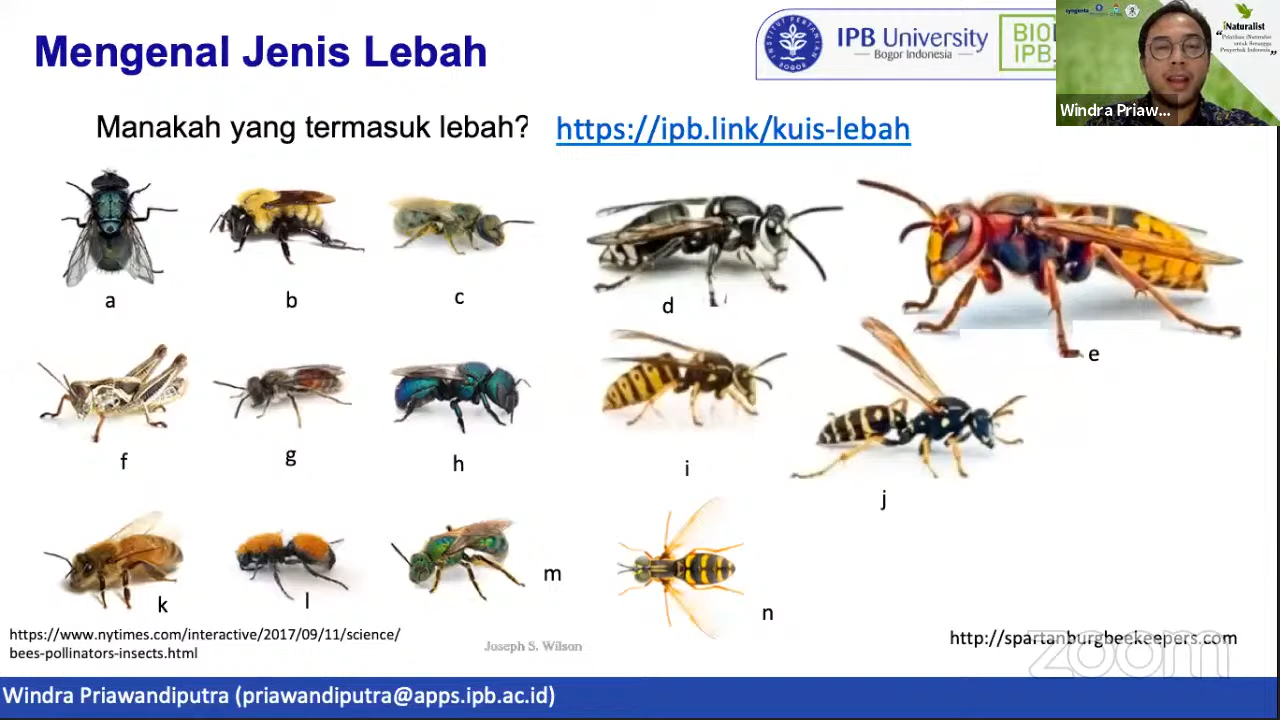 Mengenal Jenis Lebah
IPB University
Bogor Indonesia
iNaturalist
Windra Priaw...
Manakah yang termasuk lebah? https://ipb.link/kuis-lebah
a
b
c
d
e
f
g
h
i
j
k
l
m
n
https://www.nytimes.com/interactive/2017/09/11/science/
bees-pollinators-insects.html
Joseph S. Wilson
http://spartanburgbeekeepers.com
zoom
Windra Priawandiputra (priawandiputra@apps.ipb.ac.id)